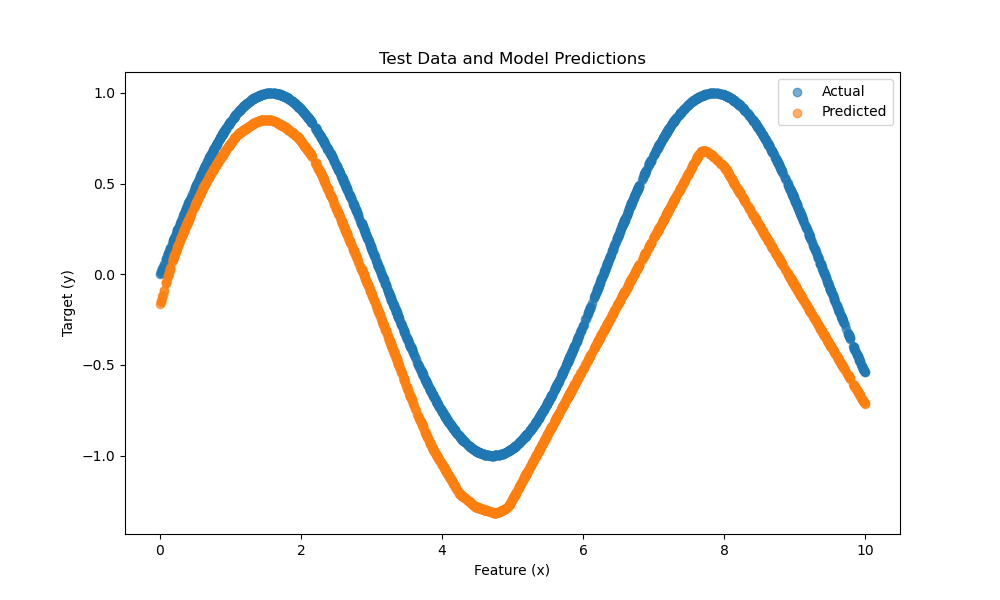 Test Data and Model Predictions
Actual
Predicted
1.0
0.5
0.0
−0.5
−1.0
Target (y)
0 2 4 6 8 10
Feature (x)